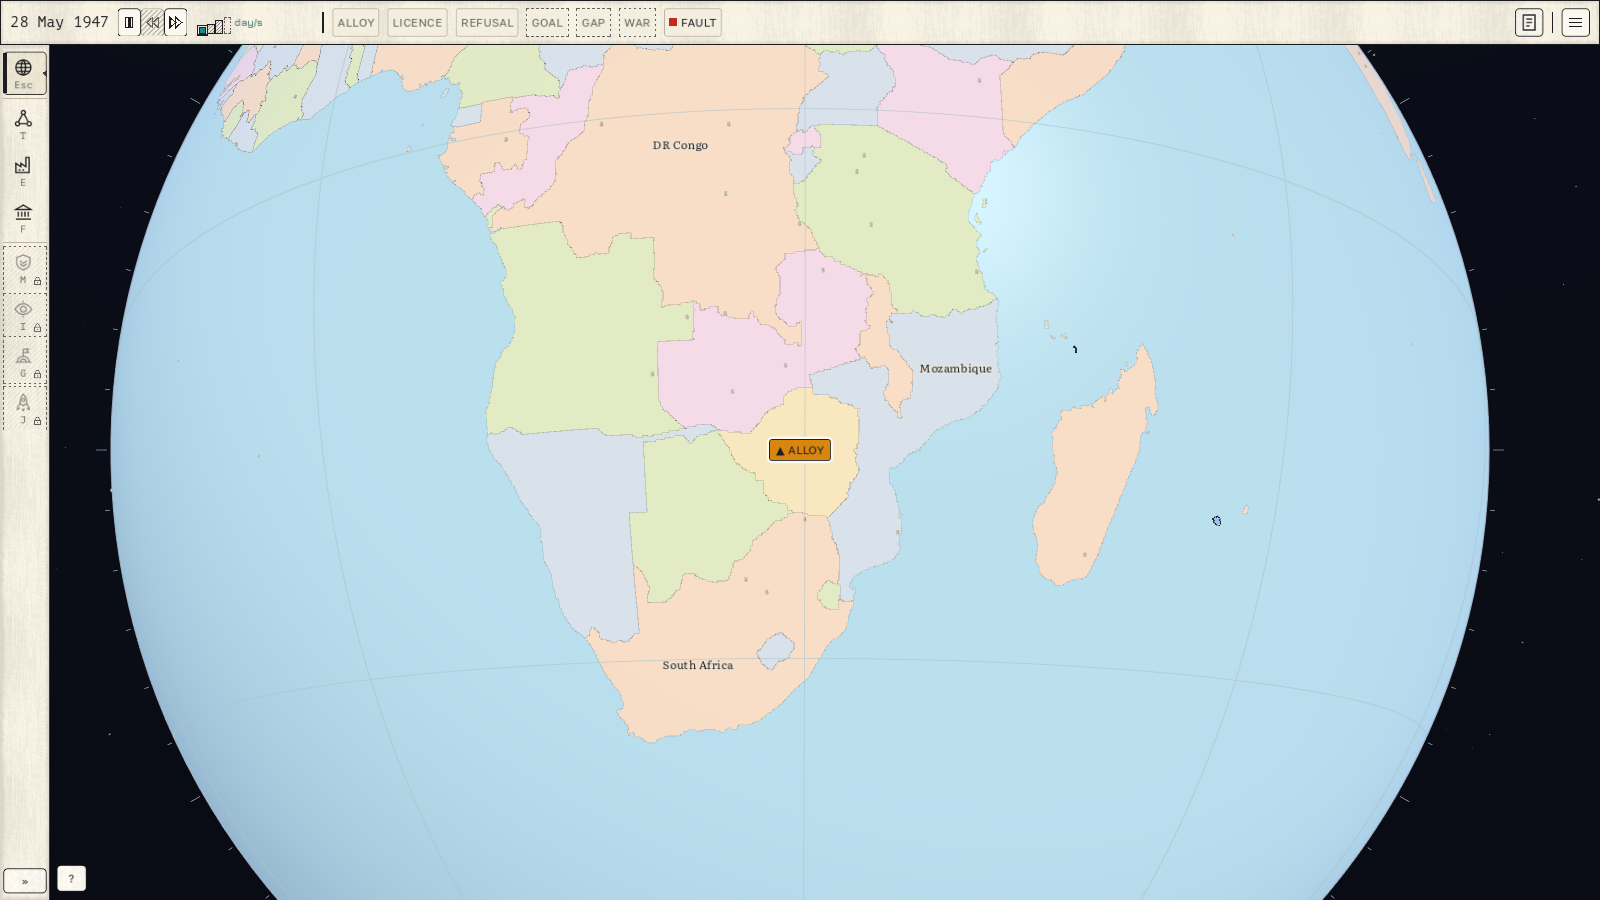 28 May 1947
day/s
ALLOY
LICENCE
REFUSAL
GOAL
GAP
WAR
FAULT
Esc
T
E
F
M
I
G
J
»
?
DR Congo
Mozambique
▲ ALLOY
South Africa